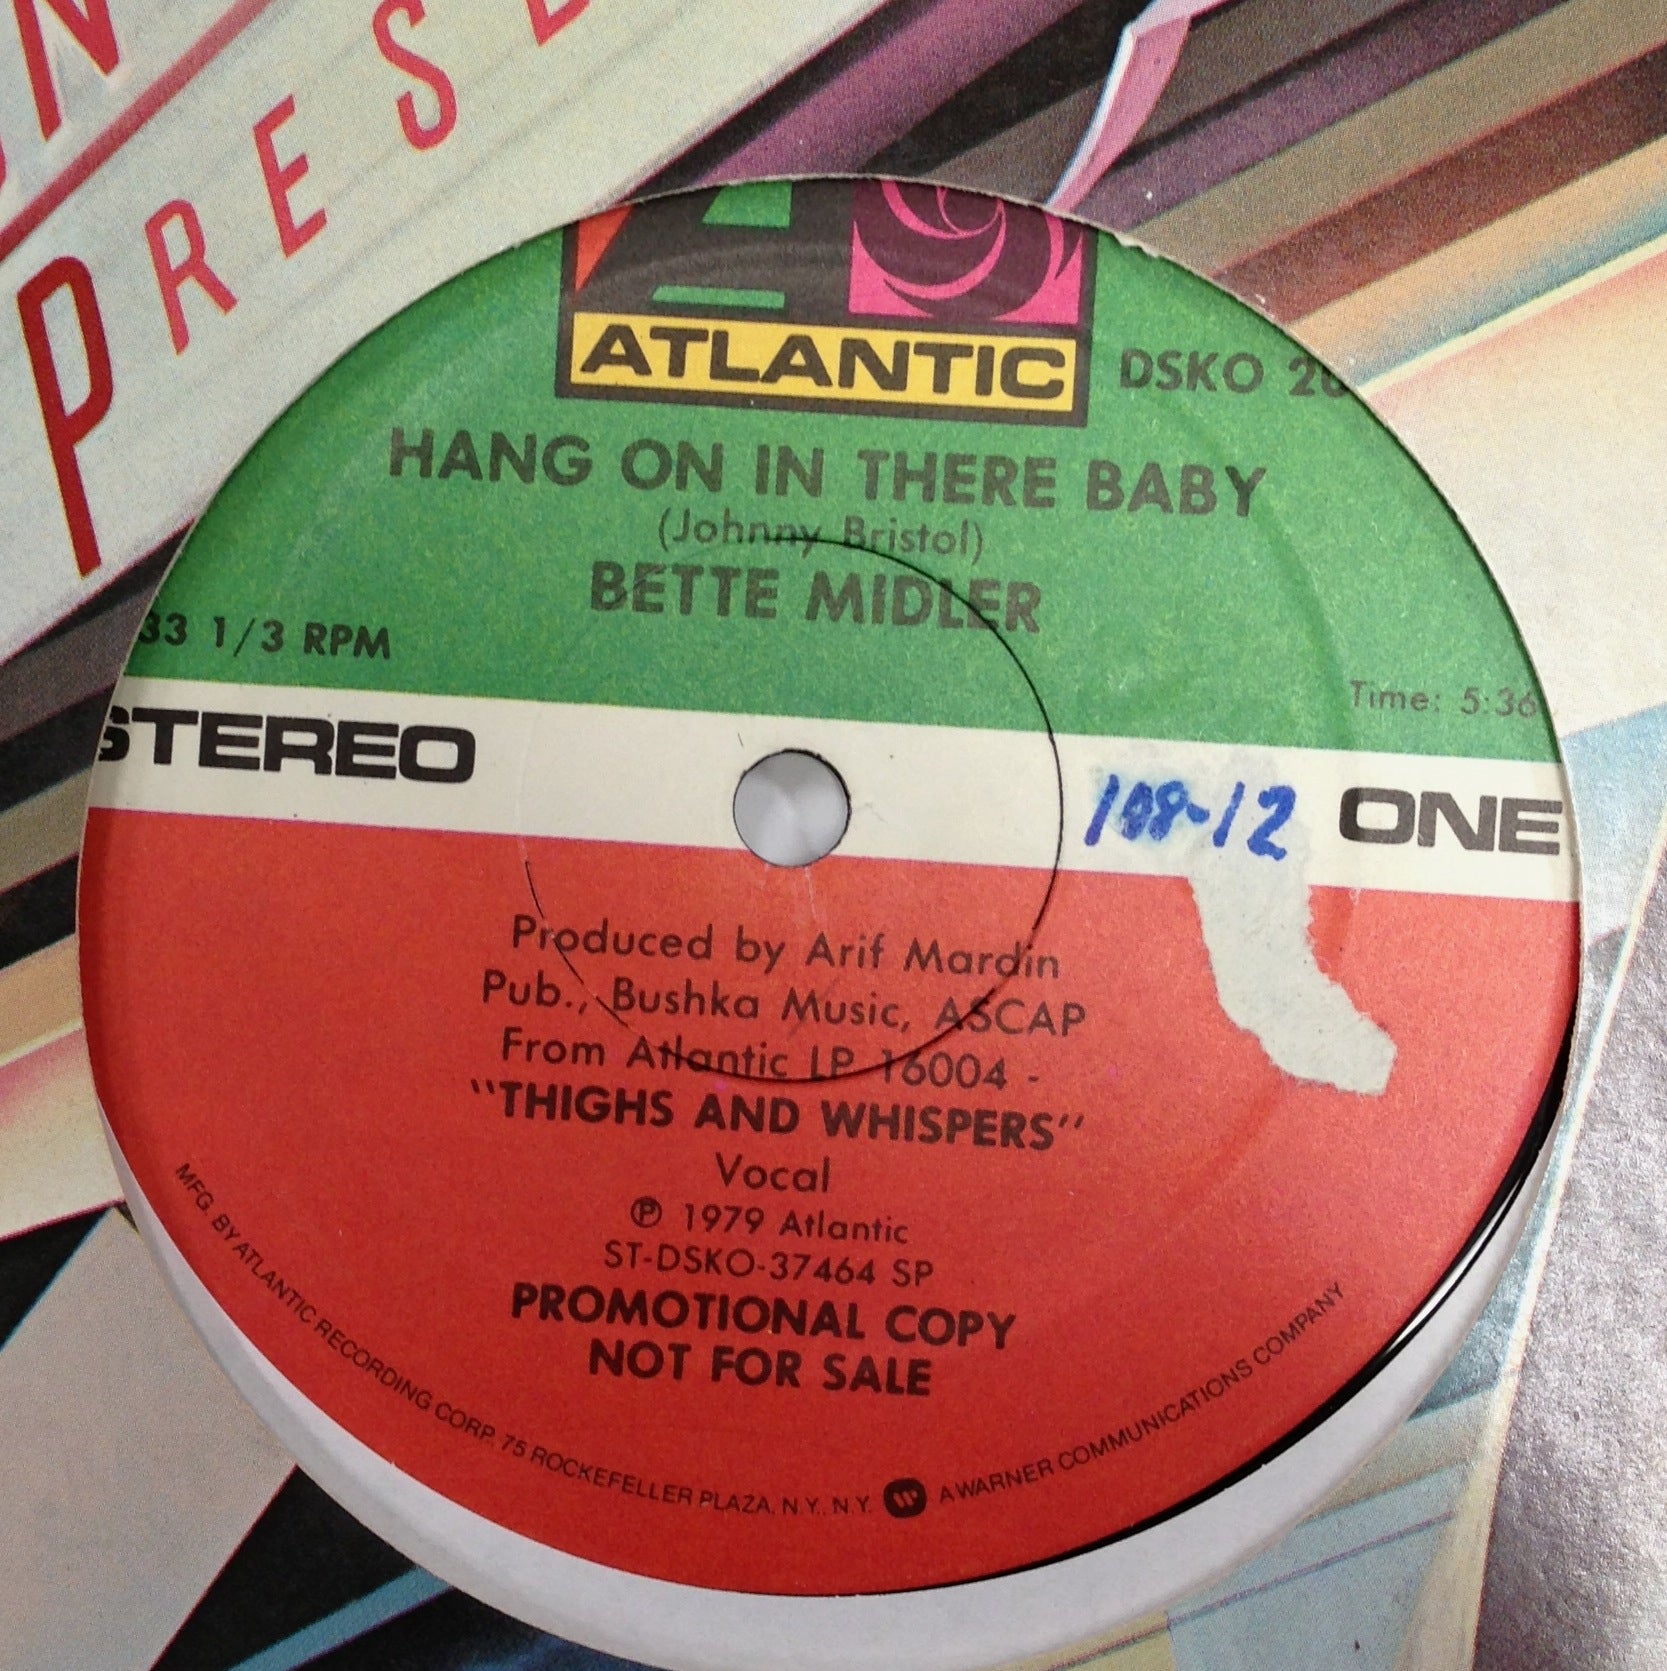 PRES
ATLANTIC
DSKO
HANG ON IN THERE BABY
(Johnny Bristol)
BETTE MIDLER
33 1/3 RPM
Time: 5:36
STEREO
108-12
ONE
Produced by Arif Mardin
Pub., Bushka Music, ASCAP
From Atlantic LP 16004 -
"THIGHS AND WHISPERS"
Vocal
℗ 1979 Atlantic
ST-DSKO-37464 SP
PROMOTIONAL COPY
NOT FOR SALE
MFG. BY ATLANTIC RECORDING CORP. 75 ROCKEFELLER PLAZA, N.Y., N.Y. W A WARNER COMMUNICATIONS COMPANY